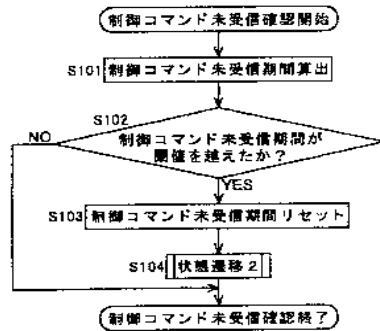 制御コマンド未受信確認開始
S101 制御コマンド未受信期間算出
S102
NO
制御コマンド未受信期間が
閾値を越えたか？
YES
S103 制御コマンド未受信期間リセット
S104 状態遷移2
制御コマンド未受信確認終了